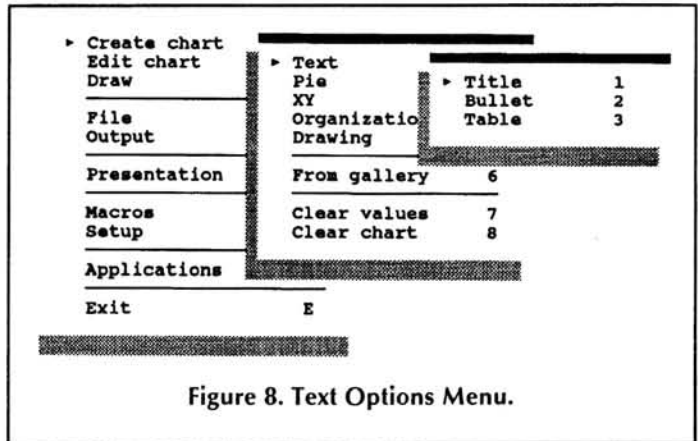 ▸ Create chart
Edit chart
Draw
File
Output
Presentation
Macros
Setup
Applications
Exit E
▸ Text
Pie
XY
Organizatio
Drawing
From gallery 6
Clear values 7
Clear chart 8
▸ Title 1
Bullet 2
Table 3
Figure 8. Text Options Menu.